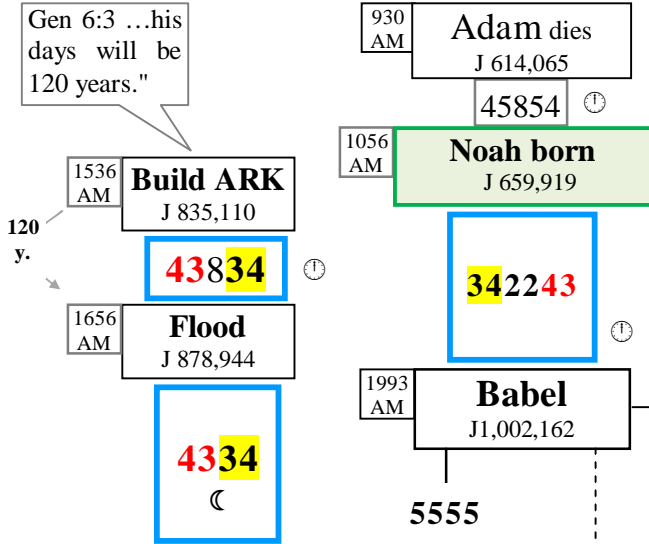 Gen 6:3 …his
days will be
120 years."
1536
AM
Build ARK
J 835,110
120
y.
43834
1656
AM
Flood
J 878,944
4334
930
AM
Adam dies
J 614,065
45854
1056
AM
Noah born
J 659,919
342243
1993
AM
Babel
J1,002,162
5555